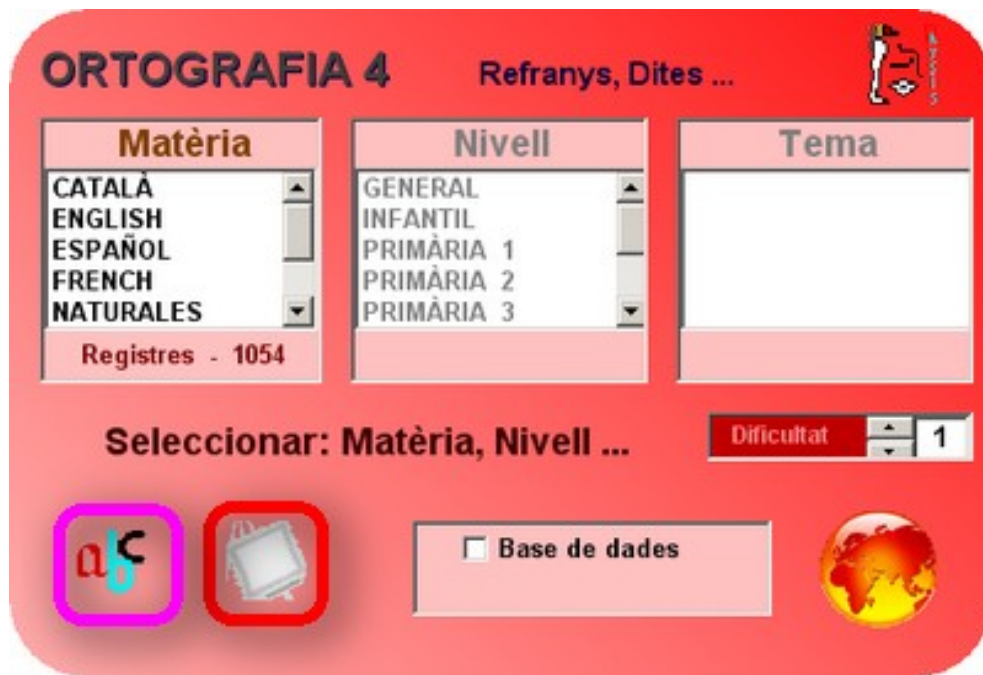 ORTOGRAFIA 4
Refranys, Dites ...
Matèria
CATALÀ
ENGLISH
ESPAÑOL
FRENCH
NATURALES
Registres - 1054
Nivell
GENERAL
INFANTIL
PRIMÀRIA 1
PRIMÀRIA 2
PRIMÀRIA 3
Tema
Seleccionar: Matèria, Nivell ...
Dificultat 1
abc
Base de dades